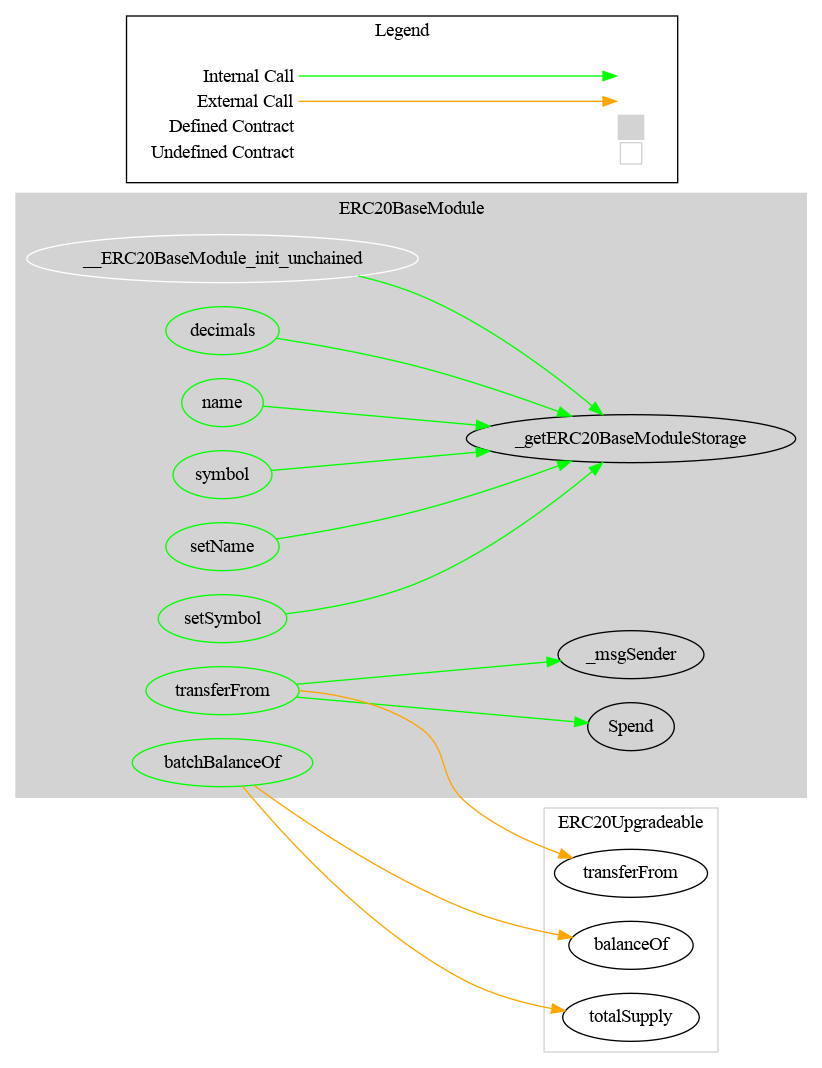 Legend
Internal Call
External Call
Defined Contract
Undefined Contract
ERC20BaseModule
__ERC20BaseModule_init_unchained
decimals
name
_getERC20BaseModuleStorage
symbol
setName
setSymbol
_msgSender
transferFrom
Spend
batchBalanceOf
ERC20Upgradeable
transferFrom
balanceOf
totalSupply